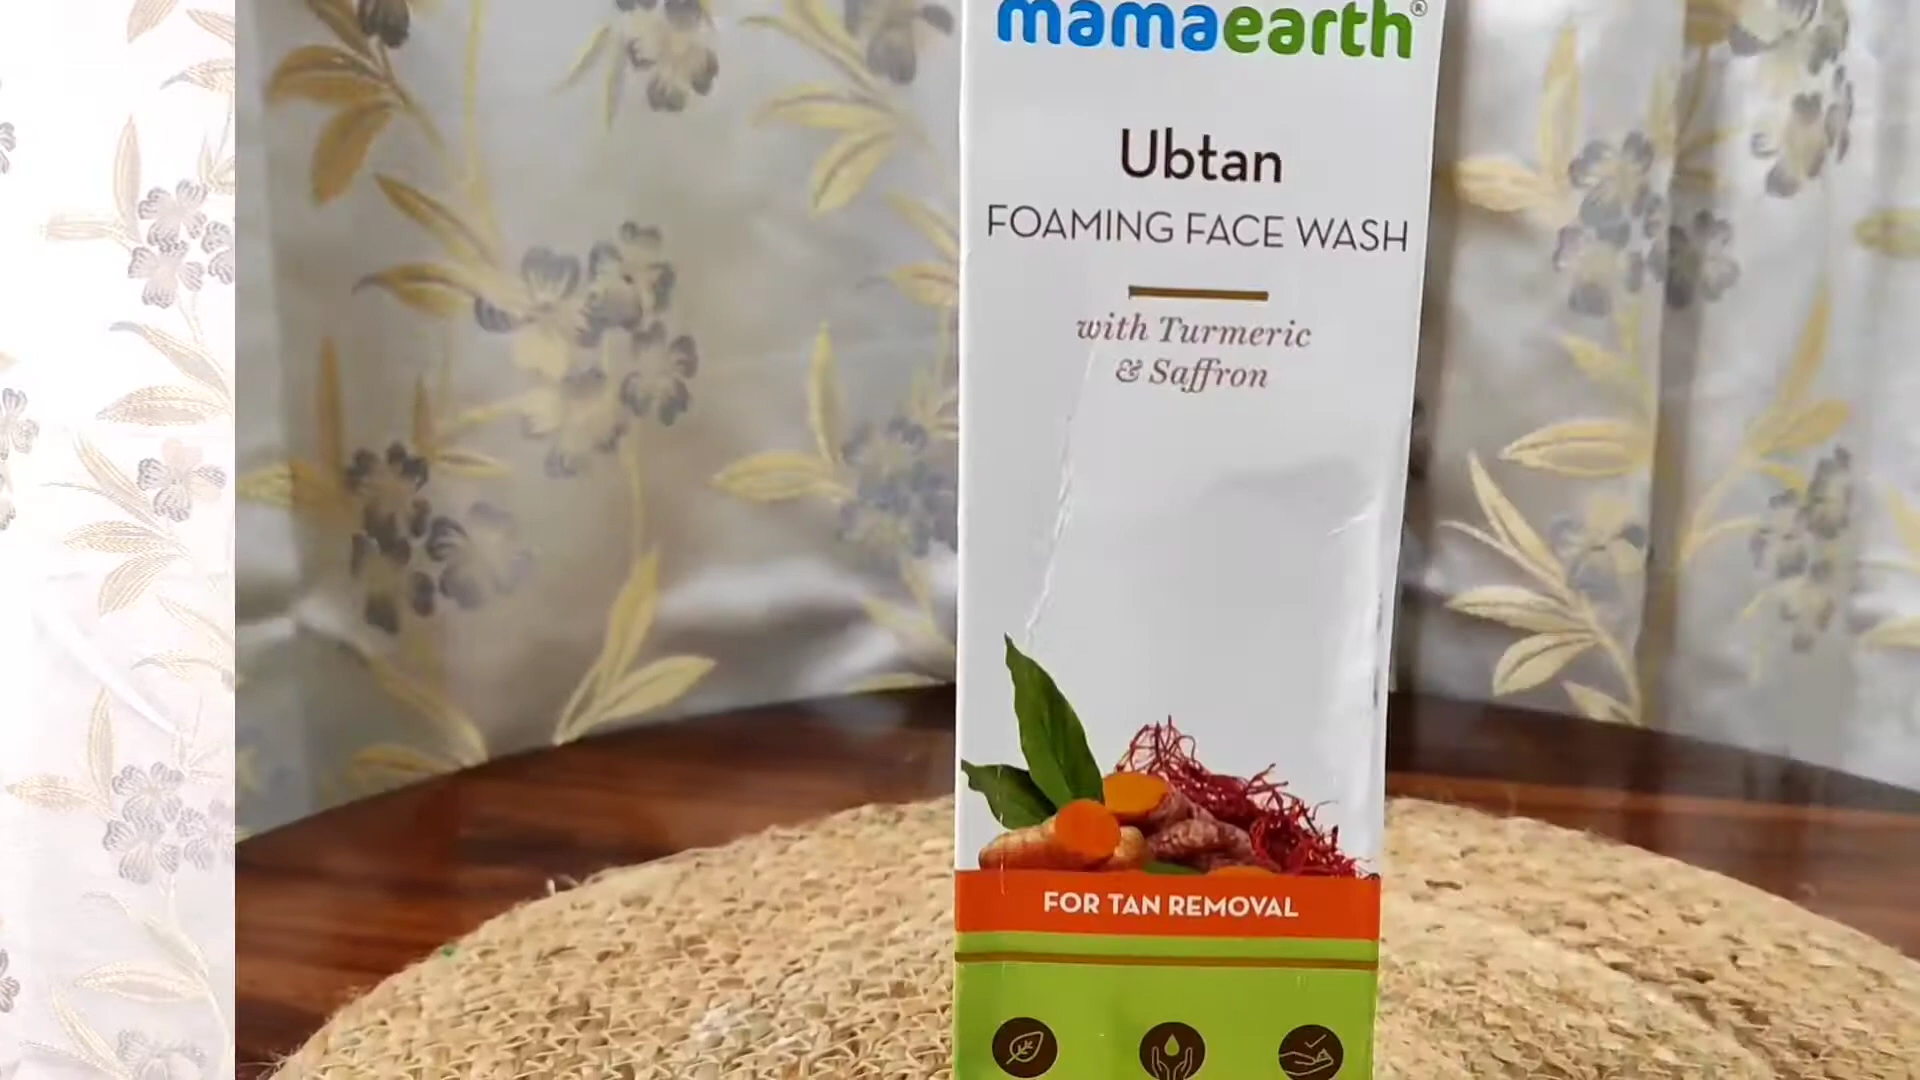 mamaearth®
Ubtan
FOAMING FACE WASH
with Turmeric
& Saffron
FOR TAN REMOVAL